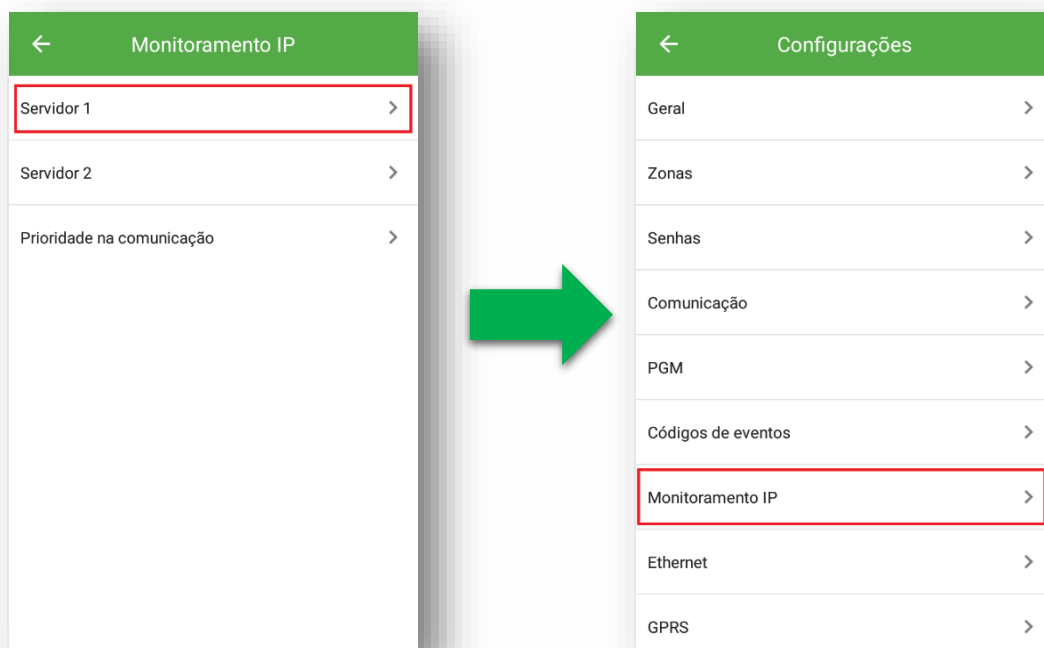 Monitoramento IP
Servidor 1
Servidor 2
Prioridade na comunicação
Configurações
Geral
Zonas
Senhas
Comunicação
PGM
Códigos de eventos
Monitoramento IP
Ethernet
GPRS